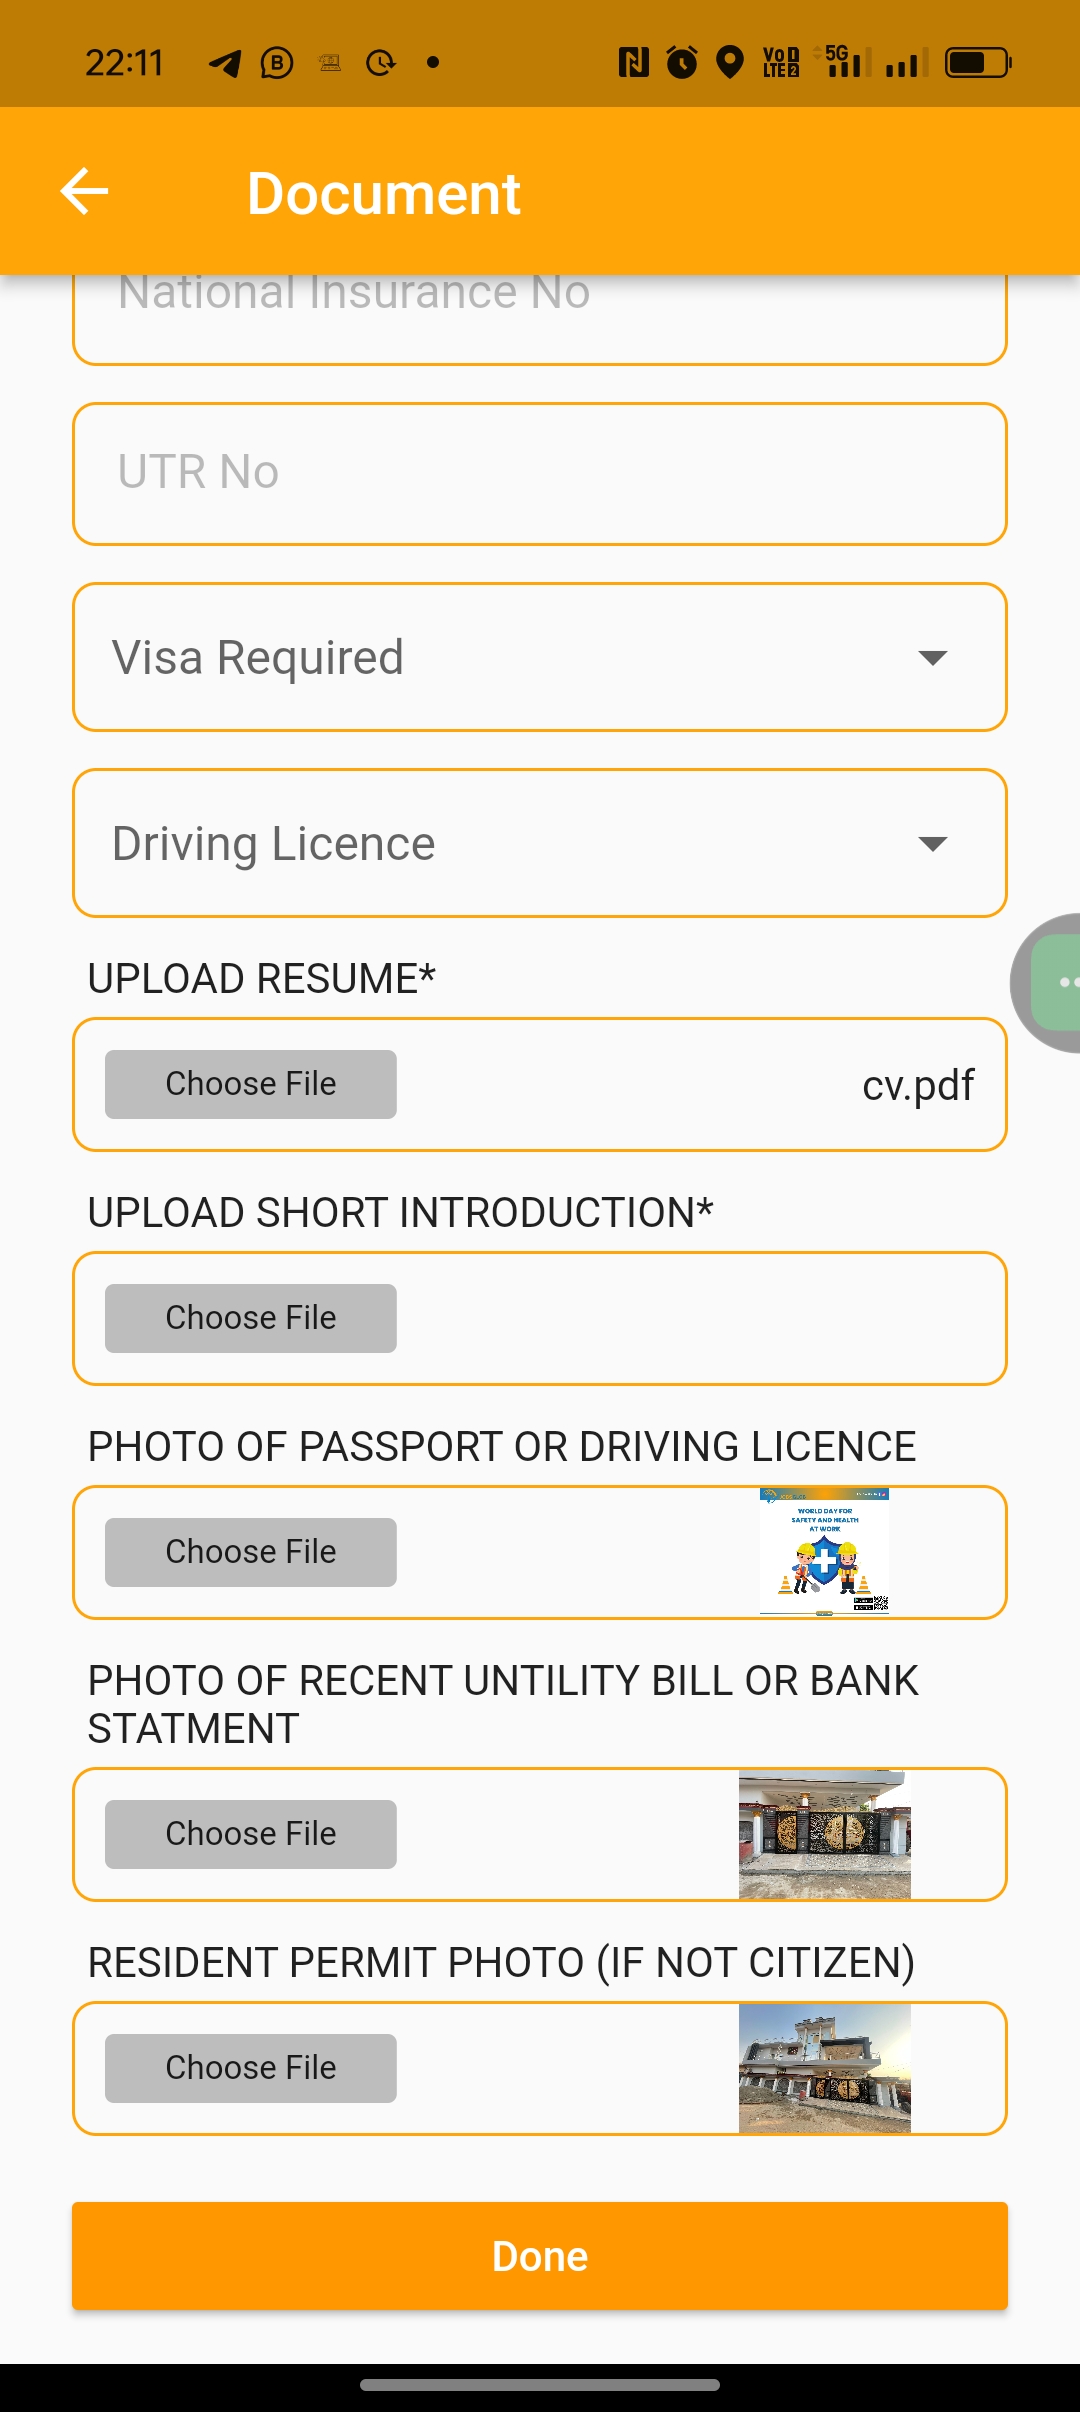 22:11
VoD
LTE2
5G
Document
National Insurance No
UTR No
Visa Required
Driving Licence
UPLOAD RESUME*
Choose File
cv.pdf
UPLOAD SHORT INTRODUCTION*
Choose File
PHOTO OF PASSPORT OR DRIVING LICENCE
Choose File
WORLD DAY FOR
SAFETY AND HEALTH
AT WORK
PHOTO OF RECENT UNTILITY BILL OR BANK
STATMENT
Choose File
RESIDENT PERMIT PHOTO (IF NOT CITIZEN)
Choose File
Done